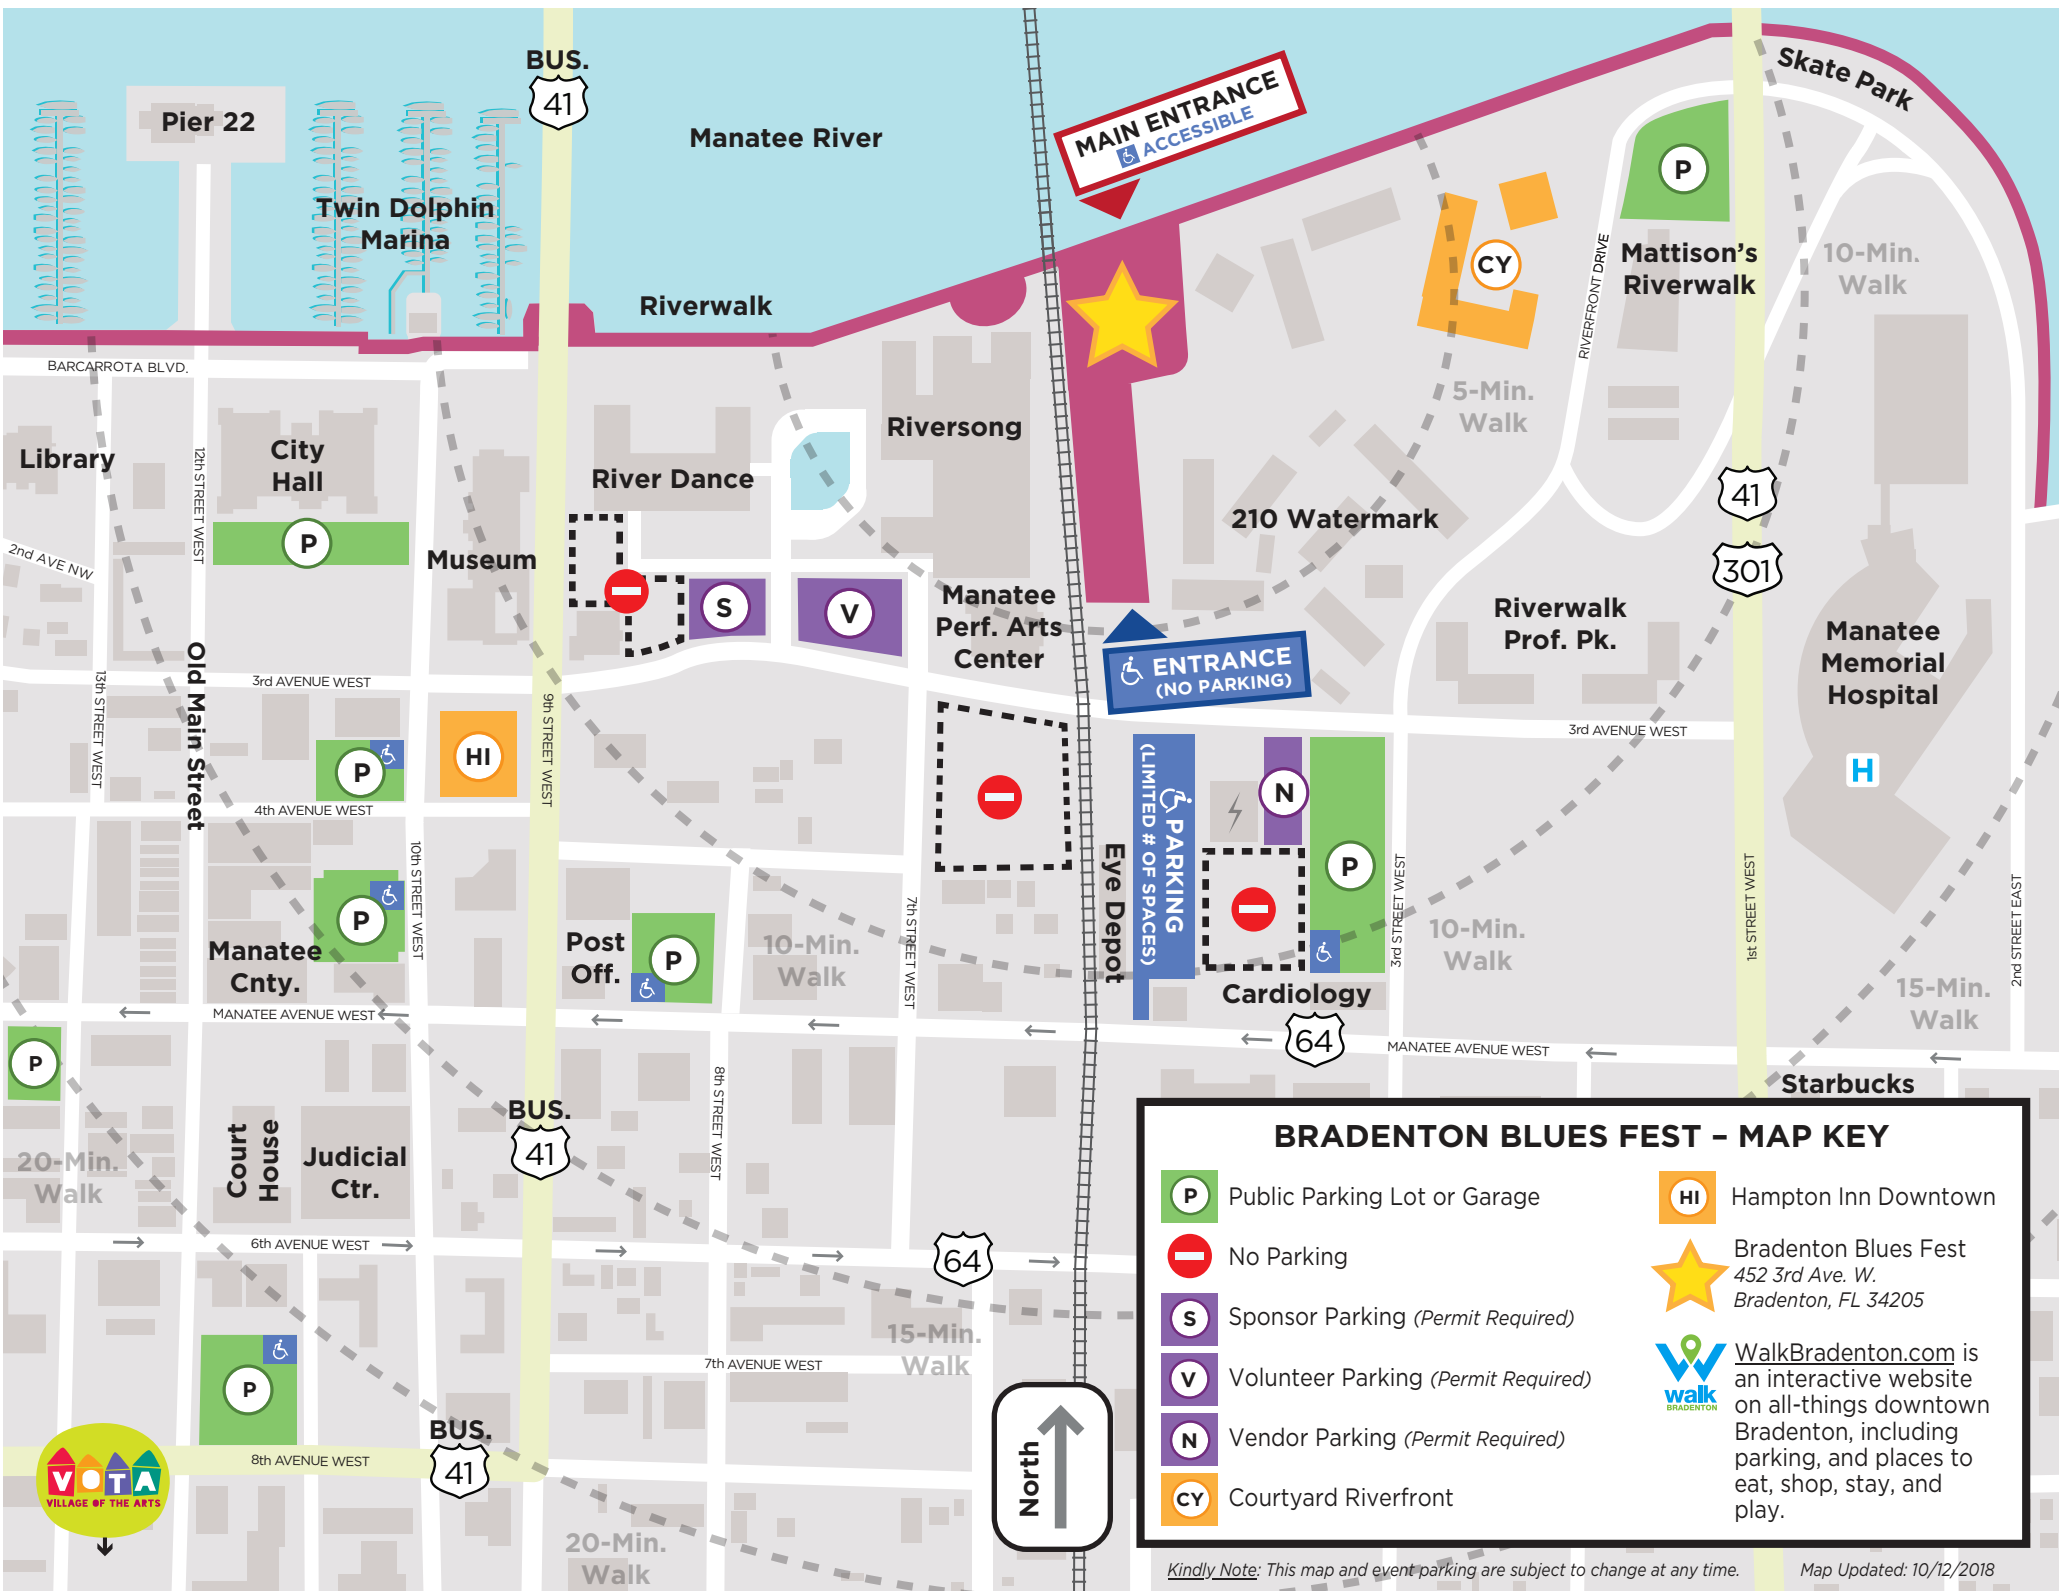 BUS.
41
Pier 22
Manatee River
MAIN ENTRANCE
ACCESSIBLE
Skate Park
P
Twin Dolphin
Marina
CY
RIVERFRONT DRIVE
Mattison's
Riverwalk
10-Min.
Walk
Riverwalk
BARCARROTA BLVD.
5-Min.
Walk
Library
12th STREET WEST
City
Hall
River Dance
Riversong
210 Watermark
41
301
P
2nd AVE NW
Museum
S
V
Manatee
Perf. Arts
Center
Riverwalk
Prof. Pk.
Manatee
Memorial
Hospital
ENTRANCE
(NO PARKING)
Old Main Street
13th STREET WEST
3rd AVENUE WEST
9th STREET WEST
3rd AVENUE WEST
P
HI
H
4th AVENUE WEST
N
PARKING
(LIMITED # OF SPACES)
Eye Depot
P
10th STREET WEST
P
Manatee
Cnty.
Post
Off.
P
10-Min.
Walk
7th STREET WEST
3rd STREET WEST
10-Min.
Walk
1st STREET WEST
2nd STREET EAST
15-Min.
Walk
Cardiology
MANATEE AVENUE WEST
64
MANATEE AVENUE WEST
P
8th STREET WEST
Starbucks
BUS.
41
20-Min.
Walk
Court
House
Judicial
Ctr.
6th AVENUE WEST
64
15-Min.
Walk
7th AVENUE WEST
P
BUS.
41
8th AVENUE WEST
VOTA
VILLAGE OF THE ARTS
North
20-Min.
Walk
BRADENTON BLUES FEST – MAP KEY
P Public Parking Lot or Garage
No Parking
S Sponsor Parking (Permit Required)
V Volunteer Parking (Permit Required)
N Vendor Parking (Permit Required)
CY Courtyard Riverfront
HI Hampton Inn Downtown
Bradenton Blues Fest
452 3rd Ave. W.
Bradenton, FL 34205
walk
BRADENTON
WalkBradenton.com is
an interactive website
on all-things downtown
Bradenton, including
parking, and places to
eat, shop, stay, and
play.
Kindly Note: This map and event parking are subject to change at any time.
Map Updated: 10/12/2018